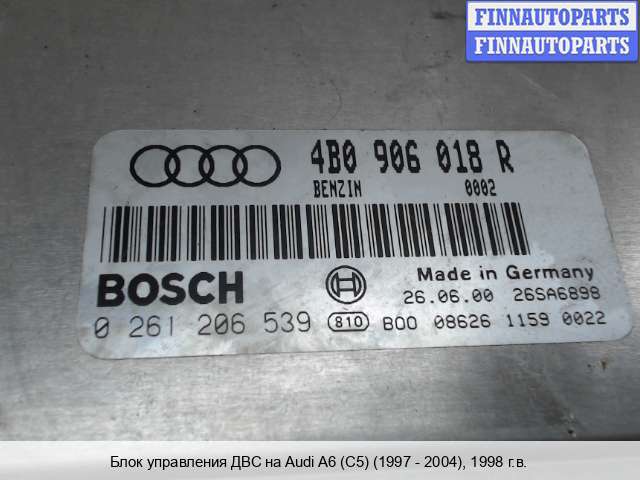 FINNAUTOPARTS
FINNAUTOPARTS
4B0 906 018 R
BENZIN 0002
BOSCH Made in Germany
26.06.00 26SA6898
0 261 206 539 810 B00 08626 1159 0022
Блок управления ДВС на Audi A6 (C5) (1997 - 2004), 1998 г.в.